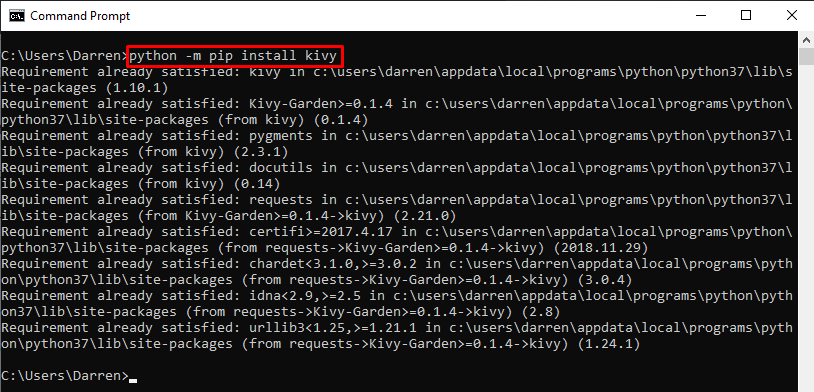 Command Prompt
C:\Users\Darren>python -m pip install kivy
Requirement already satisfied: kivy in c:\users\darren\appdata\local\programs\python\python37\lib\s
ite-packages (1.10.1)
Requirement already satisfied: Kivy-Garden>=0.1.4 in c:\users\darren\appdata\local\programs\python\
python37\lib\site-packages (from kivy) (0.1.4)
Requirement already satisfied: pygments in c:\users\darren\appdata\local\programs\python\python37\l
ib\site-packages (from kivy) (2.3.1)
Requirement already satisfied: docutils in c:\users\darren\appdata\local\programs\python\python37\l
ib\site-packages (from kivy) (0.14)
Requirement already satisfied: requests in c:\users\darren\appdata\local\programs\python\python37\l
ib\site-packages (from Kivy-Garden>=0.1.4->kivy) (2.21.0)
Requirement already satisfied: certifi>=2017.4.17 in c:\users\darren\appdata\local\programs\python\
python37\lib\site-packages (from requests->Kivy-Garden>=0.1.4->kivy) (2018.11.29)
Requirement already satisfied: chardet<3.1.0,>=3.0.2 in c:\users\darren\appdata\local\programs\pyth
on\python37\lib\site-packages (from requests->Kivy-Garden>=0.1.4->kivy) (3.0.4)
Requirement already satisfied: idna<2.9,>=2.5 in c:\users\darren\appdata\local\programs\python\pyth
on37\lib\site-packages (from requests->Kivy-Garden>=0.1.4->kivy) (2.8)
Requirement already satisfied: urllib3<1.25,>=1.21.1 in c:\users\darren\appdata\local\programs\pyth
on\python37\lib\site-packages (from requests->Kivy-Garden>=0.1.4->kivy) (1.24.1)
C:\Users\Darren>